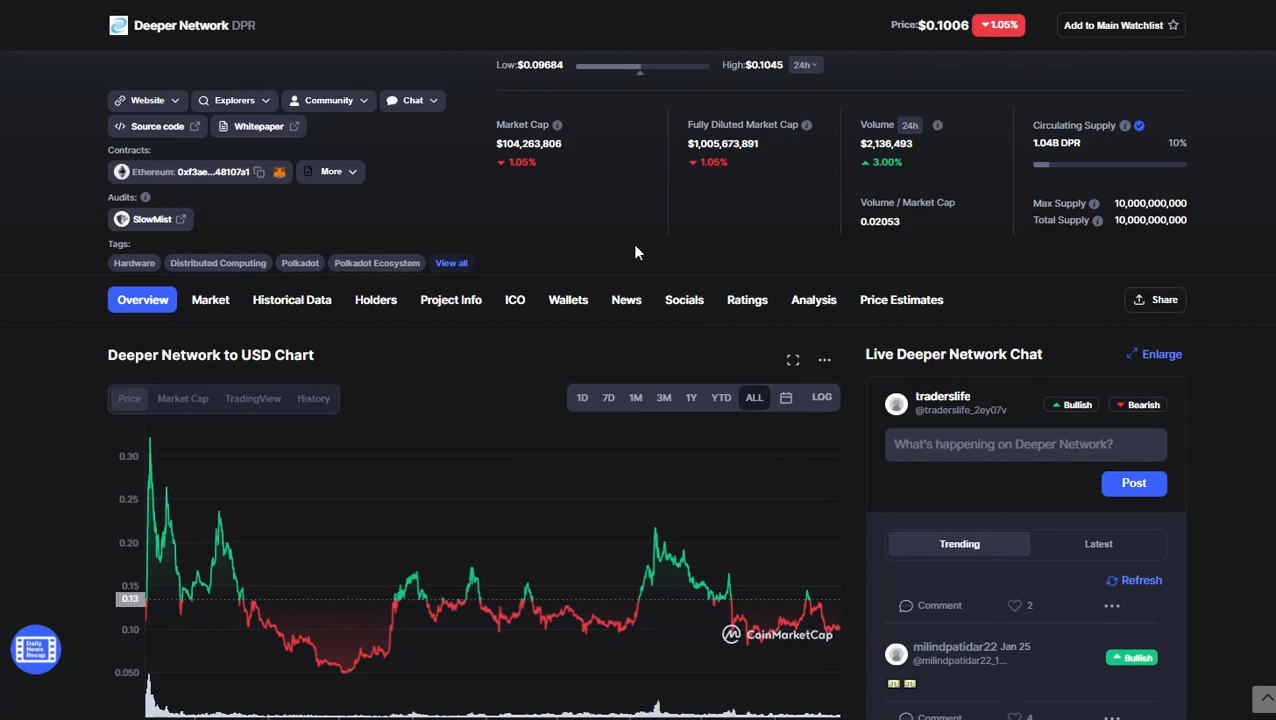 Deeper Network DPR
Price: $0.1006 1.05%
Add to Main Watchlist
Low: $0.09684 High: $0.1045 24h
Website Explorers Community Chat
Source code Whitepaper
Contracts:
Ethereum: 0xf3ae...48107a1 More
Audits:
SlowMist
Tags:
Hardware Distributed Computing Polkadot Polkadot Ecosystem View all
Market Cap
$104,263,806
1.05%
Fully Diluted Market Cap
$1,005,673,891
1.05%
Volume 24h
$2,136,493
3.00%
Volume / Market Cap
0.02053
Circulating Supply
1.04B DPR 10%
Max Supply 10,000,000,000
Total Supply 10,000,000,000
Overview Market Historical Data Holders Project Info ICO Wallets News Socials Ratings Analysis Price Estimates Share
Deeper Network to USD Chart
Price Market Cap TradingView History
1D 7D 1M 3M 1Y YTD ALL LOG
0.30
0.25
0.20
0.15
0.13
0.10
0.050
CoinMarketCap
Daily
News
Recap
Live Deeper Network Chat Enlarge
traderslife
@traderslife_2ey07v
Bullish Bearish
What's happening on Deeper Network?
Post
Trending Latest
Refresh
Comment 2
milindpatidar22 Jan 25
@milindpatidar22_1...
Bullish